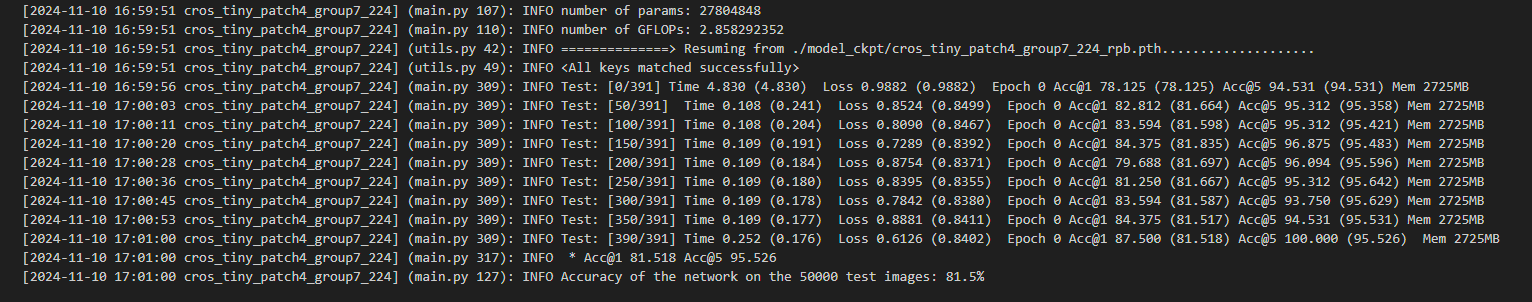 [2024-11-10 16:59:51 cros_tiny_patch4_group7_224] (main.py 107): INFO number of params: 27804848
[2024-11-10 16:59:51 cros_tiny_patch4_group7_224] (main.py 110): INFO number of GFLOPs: 2.858292352
[2024-11-10 16:59:51 cros_tiny_patch4_group7_224] (utils.py 42): INFO ==============> Resuming from ./model_ckpt/cros_tiny_patch4_group7_224_rpb.pth....................
[2024-11-10 16:59:51 cros_tiny_patch4_group7_224] (utils.py 49): INFO <All keys matched successfully>
[2024-11-10 16:59:56 cros_tiny_patch4_group7_224] (main.py 309): INFO Test: [0/391] Time 4.830 (4.830)  Loss 0.9882 (0.9882)  Epoch 0 Acc@1 78.125 (78.125) Acc@5 94.531 (94.531) Mem 2725MB
[2024-11-10 17:00:03 cros_tiny_patch4_group7_224] (main.py 309): INFO Test: [50/391]  Time 0.108 (0.241)  Loss 0.8524 (0.8499)  Epoch 0 Acc@1 82.812 (81.664) Acc@5 95.312 (95.358) Mem 2725MB
[2024-11-10 17:00:11 cros_tiny_patch4_group7_224] (main.py 309): INFO Test: [100/391] Time 0.108 (0.204)  Loss 0.8090 (0.8467)  Epoch 0 Acc@1 83.594 (81.598) Acc@5 95.312 (95.421) Mem 2725MB
[2024-11-10 17:00:20 cros_tiny_patch4_group7_224] (main.py 309): INFO Test: [150/391] Time 0.109 (0.191)  Loss 0.7289 (0.8392)  Epoch 0 Acc@1 84.375 (81.835) Acc@5 96.875 (95.483) Mem 2725MB
[2024-11-10 17:00:28 cros_tiny_patch4_group7_224] (main.py 309): INFO Test: [200/391] Time 0.109 (0.184)  Loss 0.8754 (0.8371)  Epoch 0 Acc@1 79.688 (81.697) Acc@5 96.094 (95.596) Mem 2725MB
[2024-11-10 17:00:36 cros_tiny_patch4_group7_224] (main.py 309): INFO Test: [250/391] Time 0.109 (0.180)  Loss 0.8395 (0.8355)  Epoch 0 Acc@1 81.250 (81.667) Acc@5 95.312 (95.642) Mem 2725MB
[2024-11-10 17:00:45 cros_tiny_patch4_group7_224] (main.py 309): INFO Test: [300/391] Time 0.109 (0.178)  Loss 0.7842 (0.8380)  Epoch 0 Acc@1 83.594 (81.587) Acc@5 93.750 (95.629) Mem 2725MB
[2024-11-10 17:00:53 cros_tiny_patch4_group7_224] (main.py 309): INFO Test: [350/391] Time 0.109 (0.177)  Loss 0.8881 (0.8411)  Epoch 0 Acc@1 84.375 (81.517) Acc@5 94.531 (95.531) Mem 2725MB
[2024-11-10 17:01:00 cros_tiny_patch4_group7_224] (main.py 309): INFO Test: [390/391] Time 0.252 (0.176)  Loss 0.6126 (0.8402)  Epoch 0 Acc@1 87.500 (81.518) Acc@5 100.000 (95.526)  Mem 2725MB
[2024-11-10 17:01:00 cros_tiny_patch4_group7_224] (main.py 317): INFO  * Acc@1 81.518 Acc@5 95.526
[2024-11-10 17:01:00 cros_tiny_patch4_group7_224] (main.py 127): INFO Accuracy of the network on the 50000 test images: 81.5%